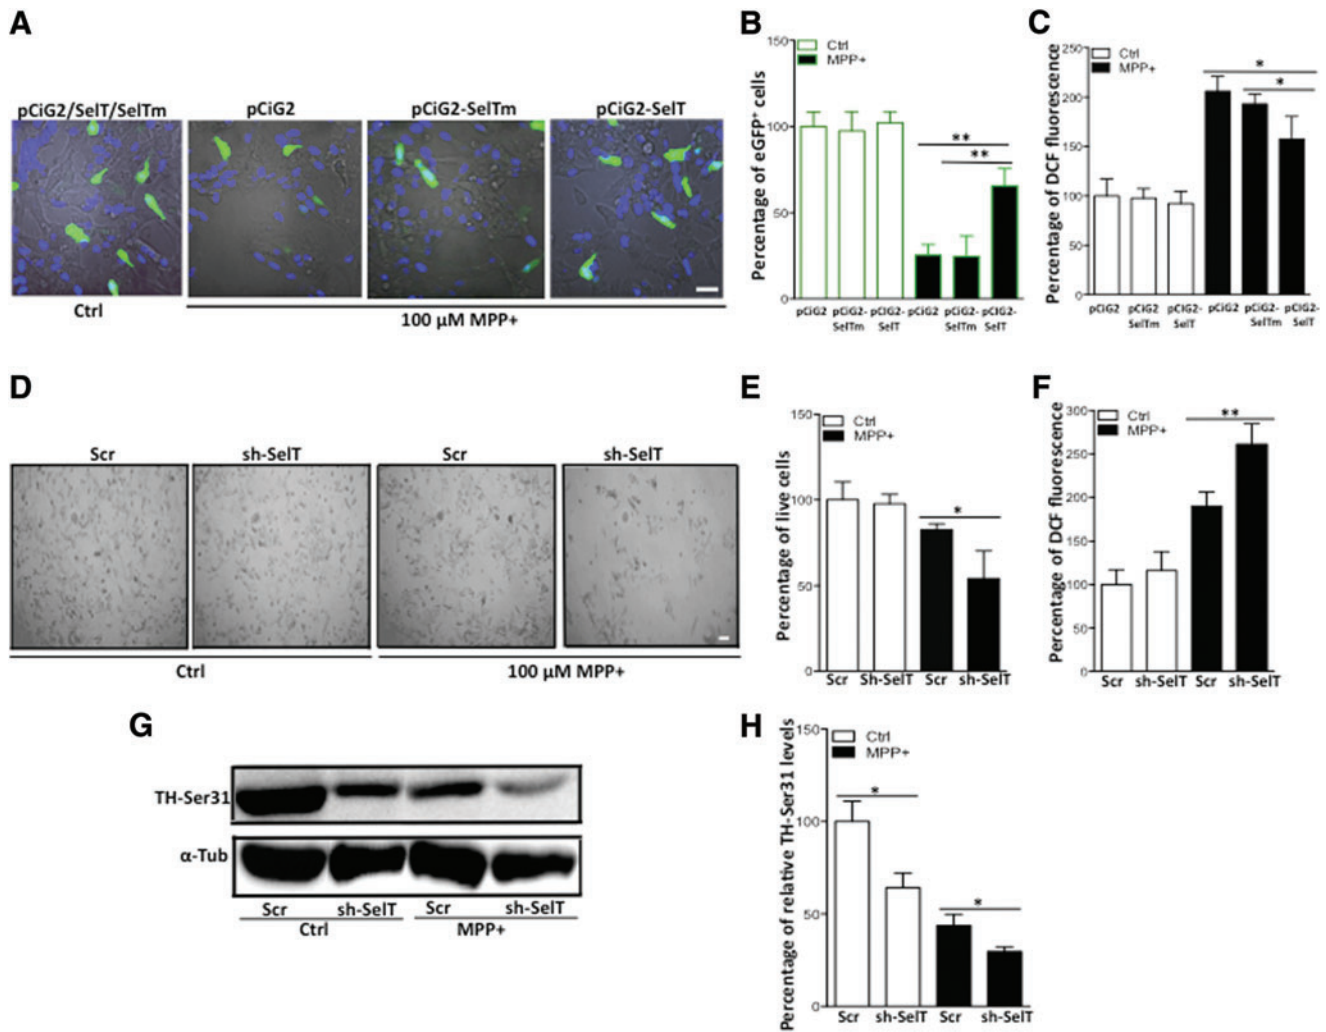 A
pCiG2/SelT/SelTm
pCiG2
pCiG2-SelTm
pCiG2-SelT
Ctrl
100 µM MPP+
B
150
100
50
0
Percentage of eGFP⁺ cells
Ctrl
MPP+
**
**
pCiG2
pCiG2-
SelTm
pCiG2-
SelT
pCiG2
pCiG2-
SelTm
pCiG2-
SelT
C
250
200
150
100
50
0
Percentage of DCF fluorescence
Ctrl
MPP+
*
*
pCiG2
pCiG2
SelTm
pCiG2-
SelT
pCiG2
pCiG2-
SelTm
pCiG2-
SelT
D
Scr
sh-SelT
Scr
sh-SelT
Ctrl
100 µM MPP+
E
150
100
50
0
Percentage of live cells
Ctrl
MPP+
*
Scr
Sh-SelT
Scr
sh-SelT
F
300
250
200
150
100
50
0
Percentage of DCF fluorescence
Ctrl
MPP+
**
Scr
sh-SelT
Scr
sh-SelT
G
TH-Ser31
α-Tub
Scr
sh-SelT
Scr
sh-SelT
Ctrl
MPP+
H
150
100
50
0
Percentage of relative TH-Ser31 levels
Ctrl
MPP+
*
*
Scr
sh-SelT
Scr
sh-SelT